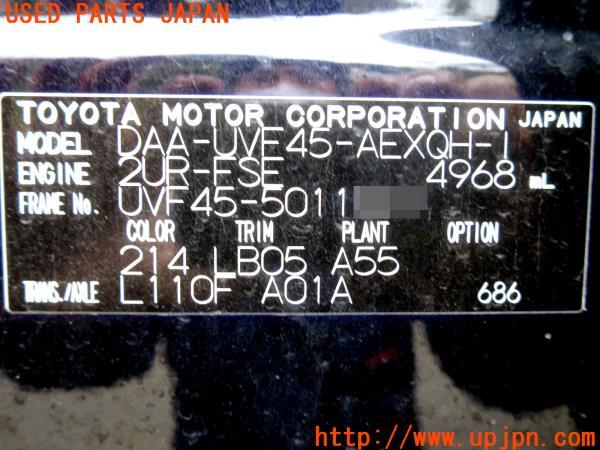 USED PARTS JAPAN
TOYOTA MOTOR CORPORATION JAPAN
MODEL DAA-UVF45-AEXQH-I
ENGINE 2UR-FSE 4968 mL
FRAME No. UVF45-5011
COLOR TRIM PLANT OPTION
214 LB05 A55
TRANS./AXLE L110F A01A 686
http://www.upjpn.com